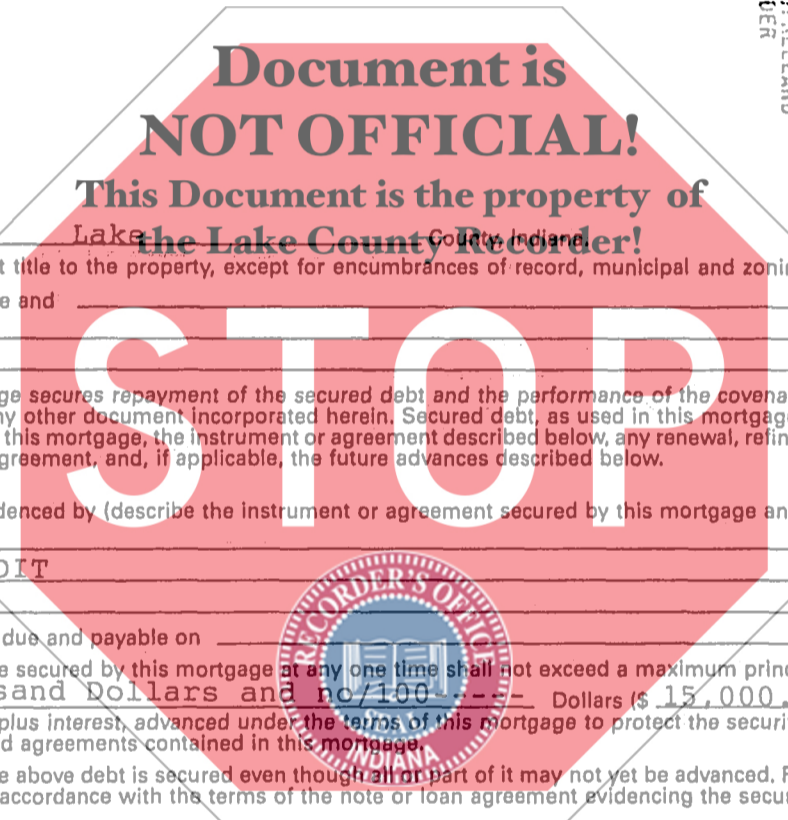 Document is
NOT OFFICIAL!
This Document is the property of
the Lake County Recorder!
Lake County, Indiana.
t title to the property, except for encumbrances of record, municipal and zoni
e and
STOP
ge secures repayment of the secured debt and the performance of the covena
ny other document incorporated herein. Secured debt, as used in this mortgag
this mortgage, the instrument or agreement described below, any renewal, refin
greement, and, if applicable, the future advances described below.
denced by (describe the instrument or agreement secured by this mortgage an
DIT
RECORDER'S OFFICE
due and payable on
e secured by this mortgage at any one time shall not exceed a maximum princ
sand Dollars and no/100----- Dollars ($ 15,000.
plus interest, advanced under the terms of this mortgage to protect the securi
d agreements contained in this mortgage.
INDIANA
e above debt is secured even though all or part of it may not yet be advanced. F
accordance with the terms of the note or loan agreement evidencing the secu